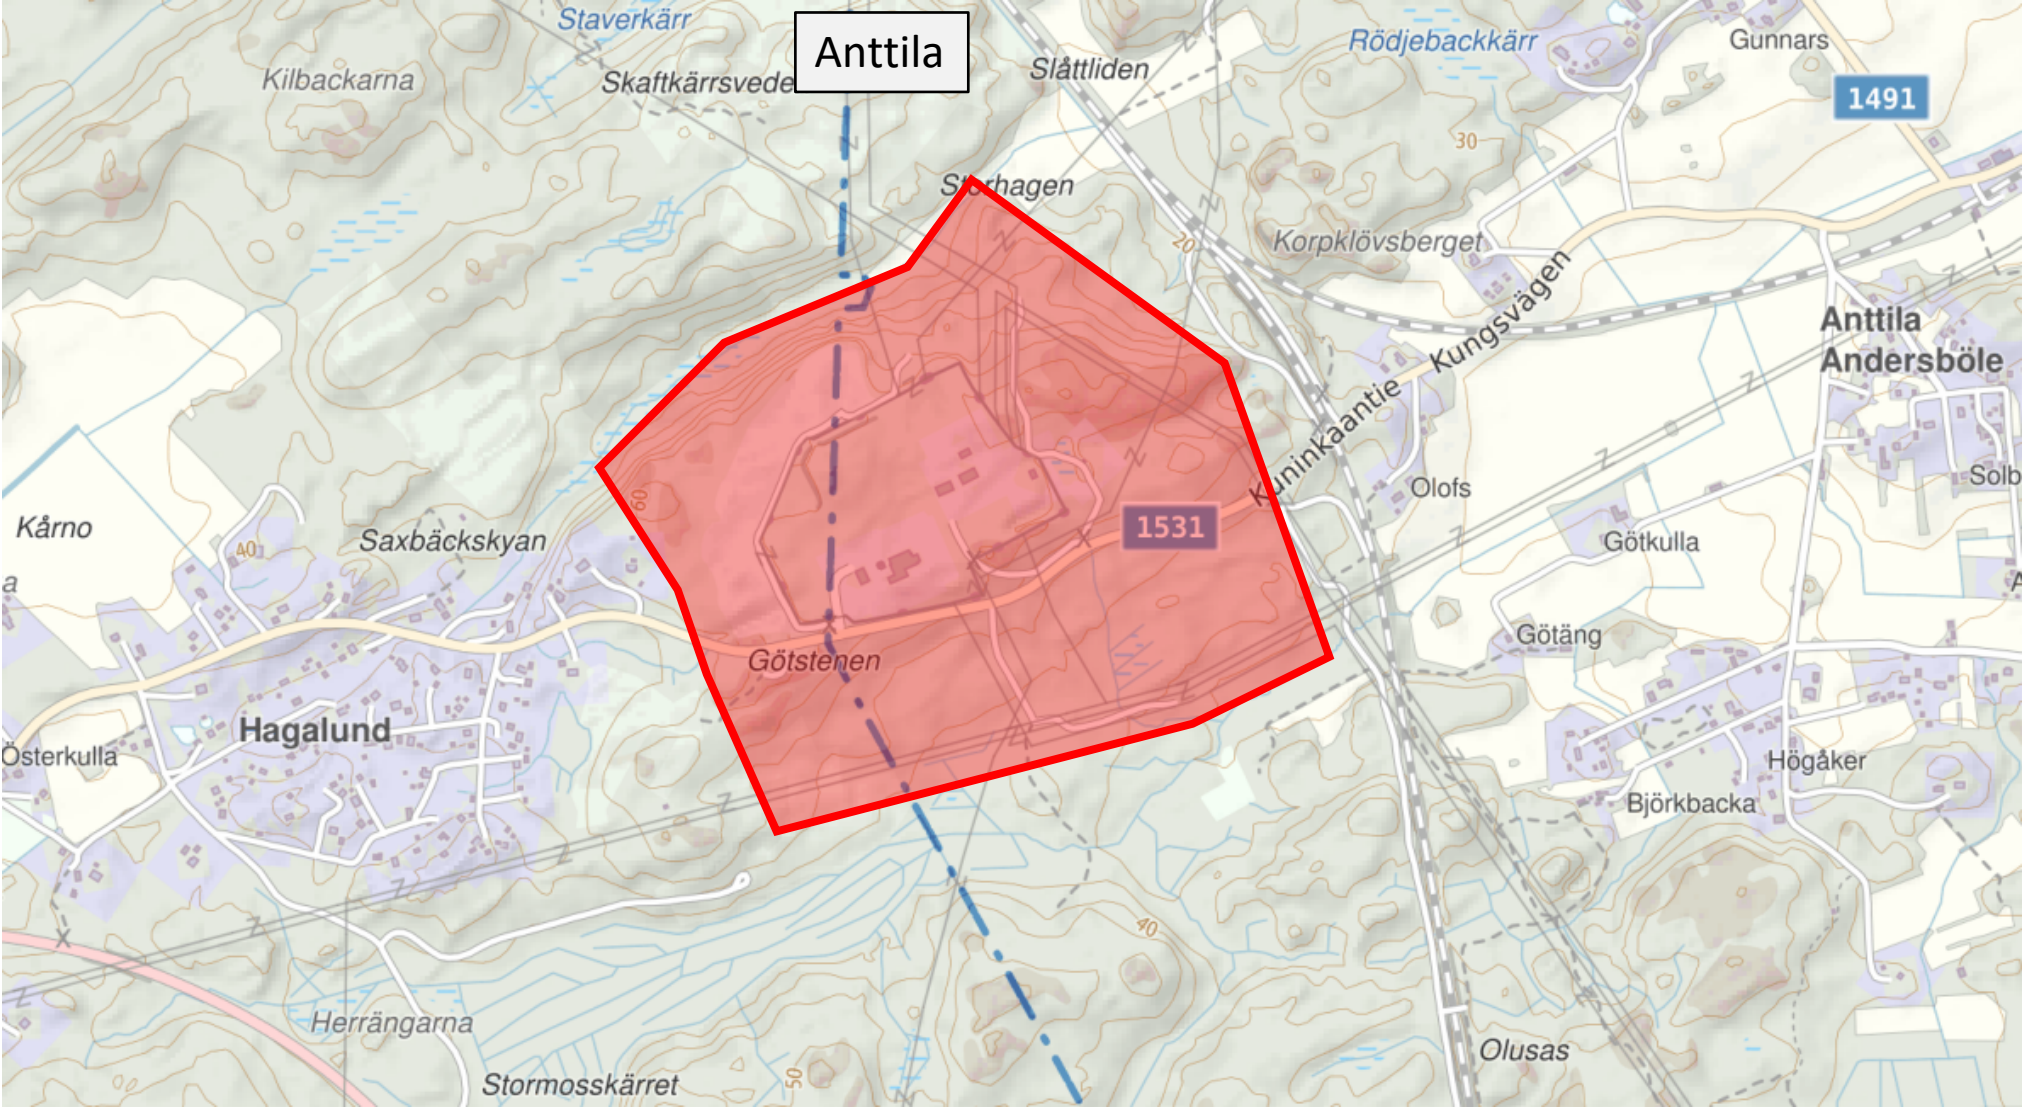 Staverkärr
Anttila
Rödjebackkärr
Gunnars
Kilbackarna
Skaftkärrsvede
Slåttliden
1491
30
Storhagen
20
Korpklövsberget
Kuninkaantie Kungsvägen
Anttila
Andersböle
60
Olofs
Solb
Kårno
40
Saxbäckskyan
1531
Götkulla
a
A
Götstenen
Götäng
Hagalund
Österkulla
Högåker
Björkbacka
40
Herrängarna
50
Olusas
Stormosskärret